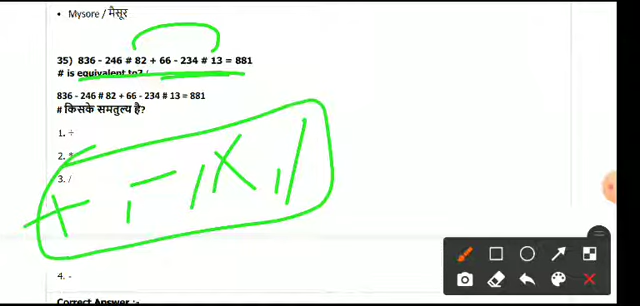 • Mysore / मैसूर
35) 836 - 246 # 82 + 66 - 234 # 13 = 881
# is equivalent to? /
836 - 246 # 82 + 66 - 234 # 13 = 881
# किसके समतुल्य है?
1. ÷
2. *
3. /
+ , - , × , /
4. -
Correct Answer :-